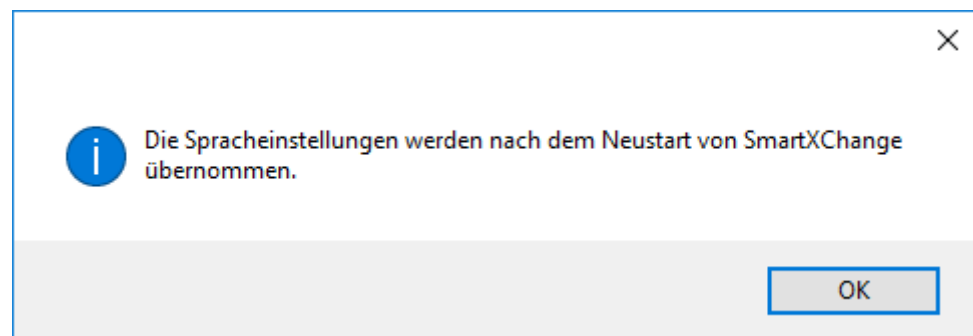 Die Spracheinstellungen werden nach dem Neustart von SmartXChange
übernommen.
OK